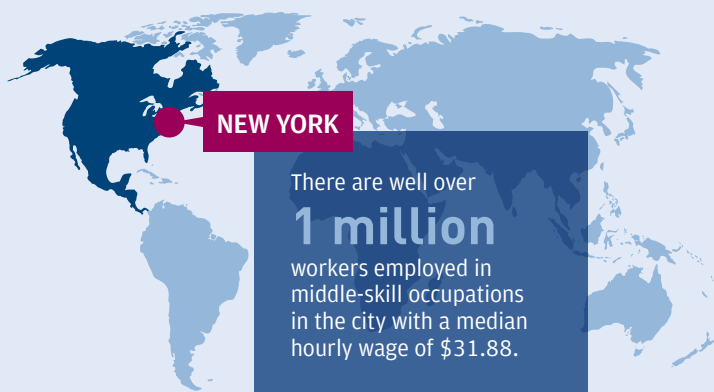 NEW YORK
There are well over
1 million
workers employed in
middle-skill occupations
in the city with a median
hourly wage of $31.88.